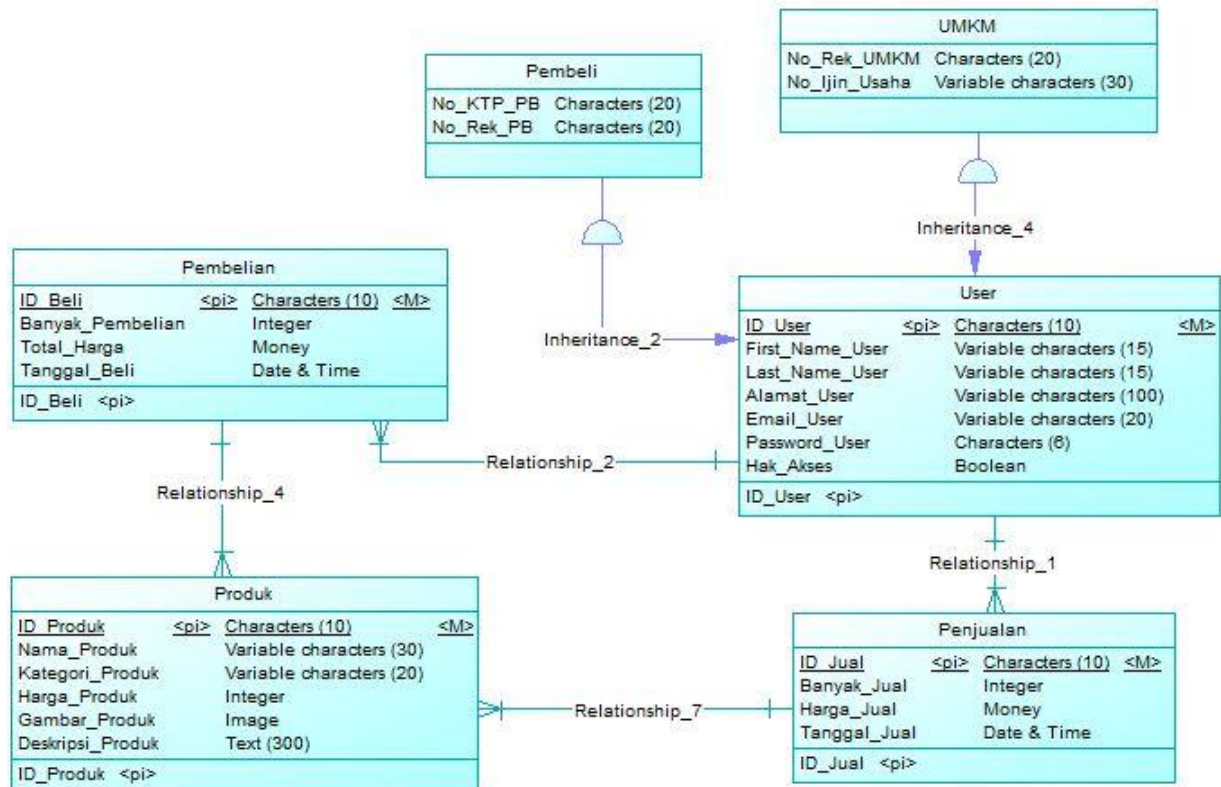 UMKM
No_Rek_UMKM Characters (20)
No_Ijin_Usaha Variable characters (30)
Pembeli
No_KTP_PB Characters (20)
No_Rek_PB Characters (20)
Inheritance_4
Pembelian
ID_Beli <pi> Characters (10) <M>
Banyak_Pembelian Integer
Total_Harga Money
Tanggal_Beli Date & Time
ID_Beli <pi>
Inheritance_2
User
ID_User <pi> Characters (10) <M>
First_Name_User Variable characters (15)
Last_Name_User Variable characters (15)
Alamat_User Variable characters (100)
Email_User Variable characters (20)
Password_User Characters (6)
Hak_Akses Boolean
ID_User <pi>
Relationship_2
Relationship_4
Relationship_1
Produk
ID_Produk <pi> Characters (10) <M>
Nama_Produk Variable characters (30)
Kategori_Produk Variable characters (20)
Harga_Produk Integer
Gambar_Produk Image
Deskripsi_Produk Text (300)
ID_Produk <pi>
Relationship_7
Penjualan
ID_Jual <pi> Characters (10) <M>
Banyak_Jual Integer
Harga_Jual Money
Tanggal_Jual Date & Time
ID_Jual <pi>